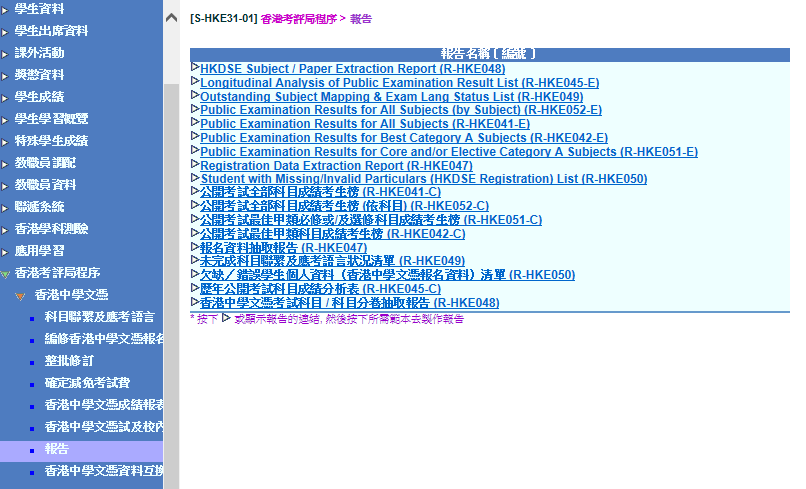 學生資料
學生出席資料
課外活動
獎懲資料
學生成績
學生學習概覽
特殊學生成績
教職員調配
教職員資料
聯遞系統
香港學科測驗
應用學習
香港考評局程序
香港中學文憑
科目聯繫及應考語言
編修香港中學文憑報名
整批修訂
確定減免考試費
香港中學文憑成績報表
香港中學文憑試及校內
報告
香港中學文憑資料互換
[S-HKE31-01] 香港考評局程序 > 報告
報告名稱 ( 編號 )
HKDSE Subject / Paper Extraction Report (R-HKE048)
Longitudinal Analysis of Public Examination Result List (R-HKE045-E)
Outstanding Subject Mapping & Exam Lang Status List (R-HKE049)
Public Examination Results for All Subjects (by Subject) (R-HKE052-E)
Public Examination Results for All Subjects (R-HKE041-E)
Public Examination Results for Best Category A Subjects (R-HKE042-E)
Public Examination Results for Core and/or Elective Category A Subjects (R-HKE051-E)
Registration Data Extraction Report (R-HKE047)
Student with Missing/Invalid Particulars (HKDSE Registration) List (R-HKE050)
公開考試全部科目成績考生榜 (R-HKE041-C)
公開考試全部科目成績考生榜 (依科目) (R-HKE052-C)
公開考試最佳甲類必修或/及選修科目成績考生榜 (R-HKE051-C)
公開考試最佳甲類科目成績考生榜 (R-HKE042-C)
報名資料抽取報告 (R-HKE047)
未完成科目聯繫及應考語言狀況清單 (R-HKE049)
欠缺／錯誤學生個人資料（香港中學文憑報名資料）清單 (R-HKE050)
歷年公開考試科目成績分析表 (R-HKE045-C)
香港中學文憑考試科目 / 科目分卷抽取報告 (R-HKE048)
* 按下 ▷ 或顯示報告的連結, 然後按下所需範本去製作報告